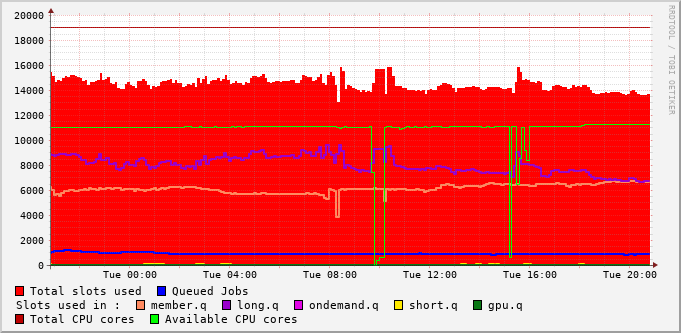 20000
18000
16000
14000
12000
10000
8000
6000
4000
2000
0
Tue 00:00 Tue 04:00 Tue 08:00 Tue 12:00 Tue 16:00 Tue 20:00
Total slots used Queued Jobs
Slots used in : member.q long.q ondemand.q short.q gpu.q
Total CPU cores Available CPU cores
RRDTOOL / TOBI OETIKER